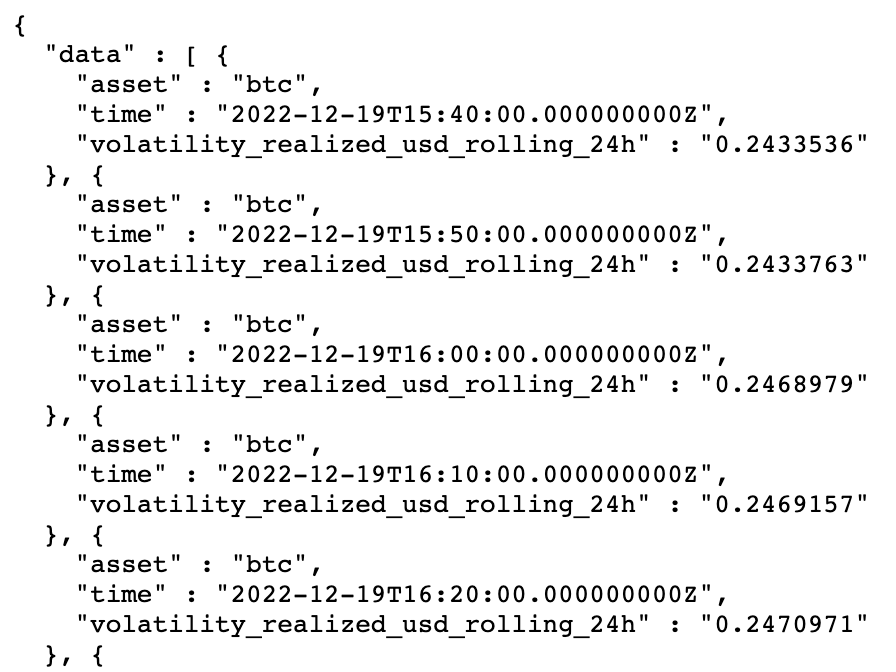 {
"data" : [ {
"asset" : "btc",
"time" : "2022-12-19T15:40:00.000000000Z",
"volatility_realized_usd_rolling_24h" : "0.2433536"
}, {
"asset" : "btc",
"time" : "2022-12-19T15:50:00.000000000Z",
"volatility_realized_usd_rolling_24h" : "0.2433763"
}, {
"asset" : "btc",
"time" : "2022-12-19T16:00:00.000000000Z",
"volatility_realized_usd_rolling_24h" : "0.2468979"
}, {
"asset" : "btc",
"time" : "2022-12-19T16:10:00.000000000Z",
"volatility_realized_usd_rolling_24h" : "0.2469157"
}, {
"asset" : "btc",
"time" : "2022-12-19T16:20:00.000000000Z",
"volatility_realized_usd_rolling_24h" : "0.2470971"
}, {